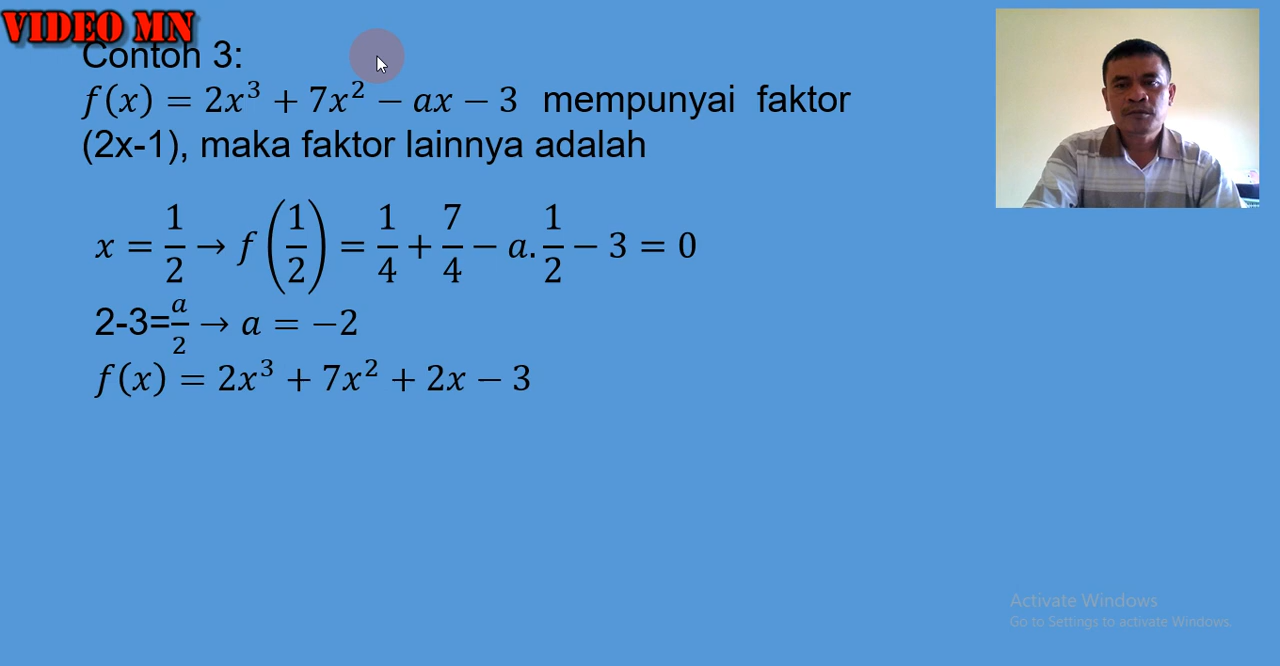 VIDEO MN
Contoh 3:
f(x) = 2x³ + 7x² − ax − 3 mempunyai faktor
(2x-1), maka faktor lainnya adalah
x = 1/2 → f(1/2) = 1/4 + 7/4 − a. 1/2 − 3 = 0
2-3= a/2 → a = −2
f(x) = 2x³ + 7x² + 2x − 3
Activate Windows
Go to Settings to activate Windows.